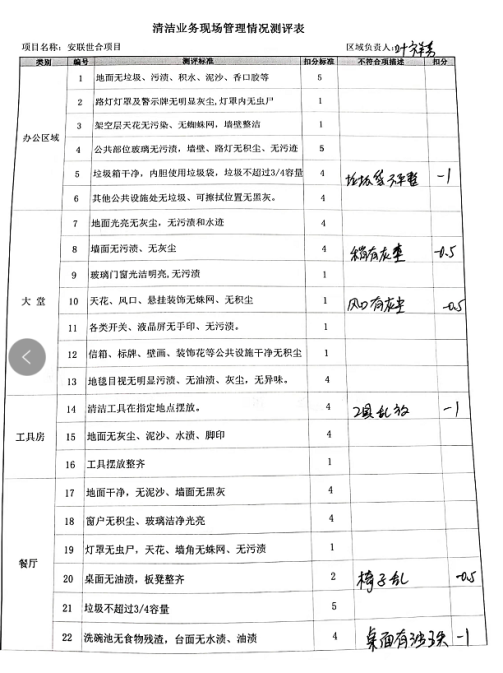 清洁业务现场管理情况测评表
项目名称：安联世合项目 区域负责人:叶祥青
类别 编号 测评标准 扣分标准 不符合项描述 扣分
办公区域
1 地面无垃圾、污渍、积水、泥沙、香口胶等 5
2 路灯灯罩及警示牌无明显灰尘,灯罩内无虫尸 1
3 架空层天花无污染、无蜘蛛网，墙壁整洁 1
4 公共部位玻璃无污渍，墙壁、路灯无积尘、无污迹 5
5 垃圾箱干净，内胆使用垃圾袋，垃圾不超过3/4容量 4 垃圾袋不平整 -1
6 其他公共设施处无垃圾、可擦拭位置无黑灰。 4
大堂
7 地面光亮无灰尘，无污渍和水迹 4
8 墙面无污渍、无灰尘 4 稍有灰尘 -0.5
9 玻璃门窗光洁明亮,无污渍 1
10 天花、风口、悬挂装饰无蛛网、无积尘 1 风口有灰尘 -0.5
11 各类开关、液晶屏无手印、无污渍。 1
12 信箱、标牌、壁画、装饰花等公共设施干净无积尘 1
13 地毯目视无明显污渍、无油渍、灰尘，无异味。 4
工具房
14 清洁工具在指定地点摆放。 4 工具乱放 -1
15 地面无灰尘、泥沙、水渍、脚印 4
16 工具摆放整齐 1
餐厅
17 地面干净，无泥沙、墙面无黑灰 4
18 窗户无积尘、玻璃洁净光亮 4
19 灯罩无虫尸，天花、墙角无蛛网、无污渍 1
20 桌面无油渍，板凳整齐 2 椅子乱 -0.5
21 垃圾不超过3/4容量 5
22 洗碗池无食物残渣，台面无水渍、油渍 4 桌面有油 -1